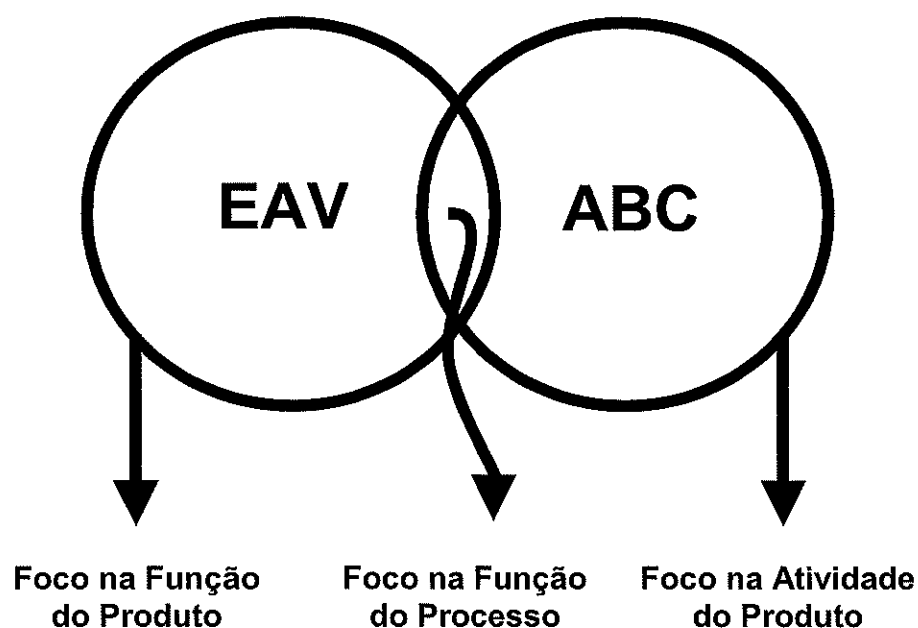 EAV
ABC
Foco na Função
do Produto
Foco na Função
do Processo
Foco na Atividade
do Produto